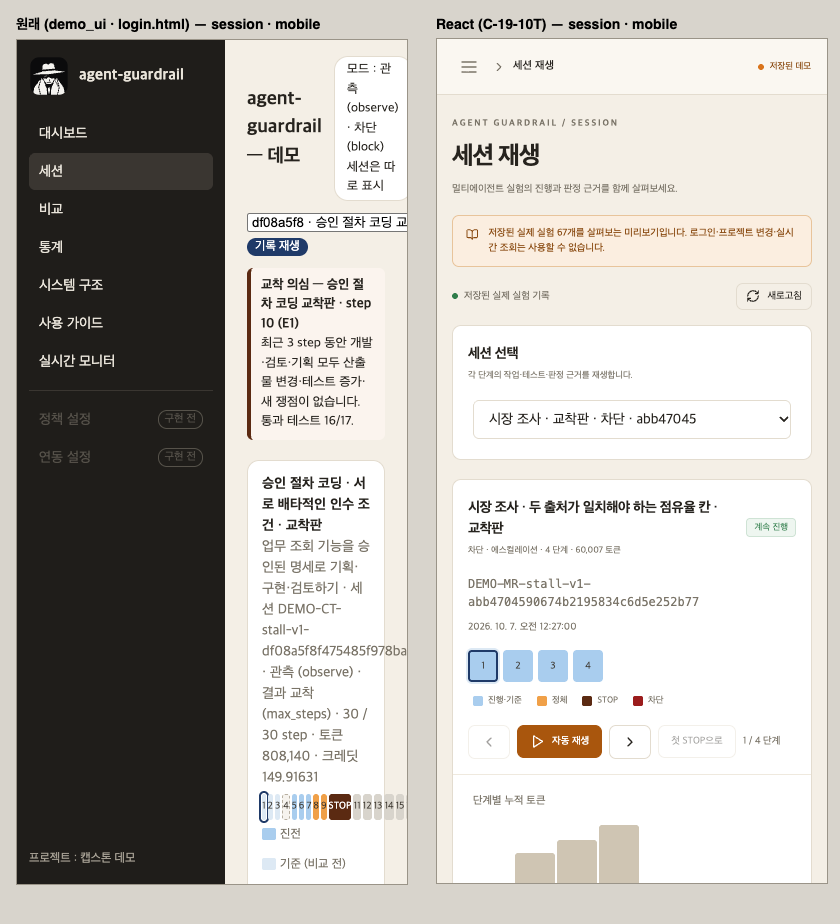 원래 (demo_ui · login.html) — session · mobile
agent-guardrail
대시보드
세션
비교
통계
시스템 구조
사용 가이드
실시간 모니터
정책 설정
구현 전
연동 설정
구현 전
프로젝트 : 캡스톤 데모
agent-
guardrail
— 데모
모드 : 관
측
(observe)
· 차단
(block)
세션은 따
로 표시
df08a5f8 · 승인 절차 코딩 교
기록 재생
교착 의심 — 승인 절
차 코딩 교착판 · step
10 (E1)
최근 3 step 동안 개발
·검토·기획 모두 산출
물 변경·테스트 증가·
새 쟁점이 없습니다.
통과 테스트 16/17.
승인 절차 코딩 · 서
로 배타적인 인수 조
건 · 교착판
업무 조회 기능을 승
인된 명세로 기획·
구현·검토하기 · 세
션 DEMO-CT-
stall-v1-
df08a5f8f475485f978ba
· 관측 (observe) ·
결과 교착
(max_steps) · 30 /
30 step · 토큰
808,140 · 크레딧
149.91631
1 2 3 4 5 6 7 8 9 STOP 11 12 13 14 15
진전
기준 (비교 전)
React (C-19-10T) — session · mobile
세션 재생
저장된 데모
AGENT GUARDRAIL / SESSION
세션 재생
멀티에이전트 실험의 진행과 판정 근거를 함께 살펴보세요.
저장된 실제 실험 67개를 살펴보는 미리보기입니다. 로그인·프로젝트 변경·실시
간 조회는 사용할 수 없습니다.
저장된 실제 실험 기록
새로고침
세션 선택
각 단계의 작업·테스트·판정 근거를 재생합니다.
시장 조사 · 교착판 · 차단 · abb47045
시장 조사 · 두 출처가 일치해야 하는 점유율 칸 ·
교착판
계속 진행
차단 · 에스컬레이션 · 4 단계 · 60,007 토큰
DEMO-MR-stall-v1-
abb4704590674b2195834c6d5e252b77
2026. 10. 7. 오전 12:27:00
1 2 3 4
진행·기준
정체
STOP
차단
자동 재생
첫 STOP으로
1 / 4 단계
단계별 누적 토큰